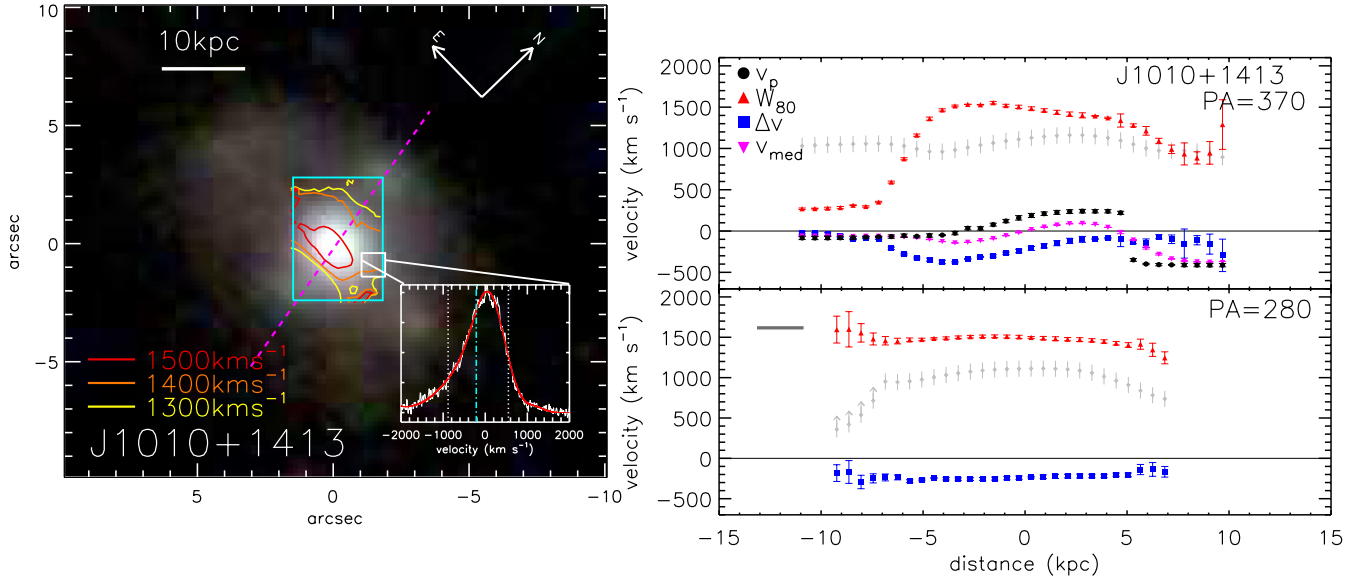 10
5
0
-5
arcsec
10kpc
E
N
1500kms⁻¹
1400kms⁻¹
1300kms⁻¹
J1010+1413
-2000 -1000 0 1000 2000
velocity (km s⁻¹)
5 0 -5 -10
arcsec
2000
1500
1000
500
0
-500
velocity (km s⁻¹)
v_p
W_80
Δv
v_med
J1010+1413
PA=370
2000
1500
1000
500
0
-500
velocity (km s⁻¹)
PA=280
-15 -10 -5 0 5 10 15
distance (kpc)